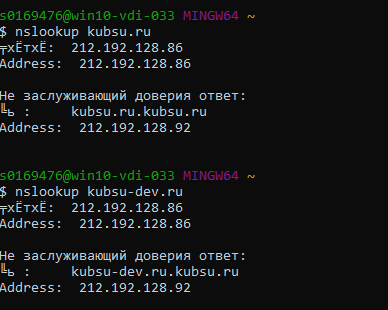 s0169476@win10-vdi-033 MINGW64 ~
$ nslookup kubsu.ru
╤хЁтхЁ:  212.192.128.86
Address:  212.192.128.86
Не заслуживающий доверия ответ:
╚ь :     kubsu.ru.kubsu.ru
Address:  212.192.128.92
s0169476@win10-vdi-033 MINGW64 ~
$ nslookup kubsu-dev.ru
╤хЁтхЁ:  212.192.128.86
Address:  212.192.128.86
Не заслуживающий доверия ответ:
╚ь :     kubsu-dev.ru.kubsu.ru
Address:  212.192.128.92